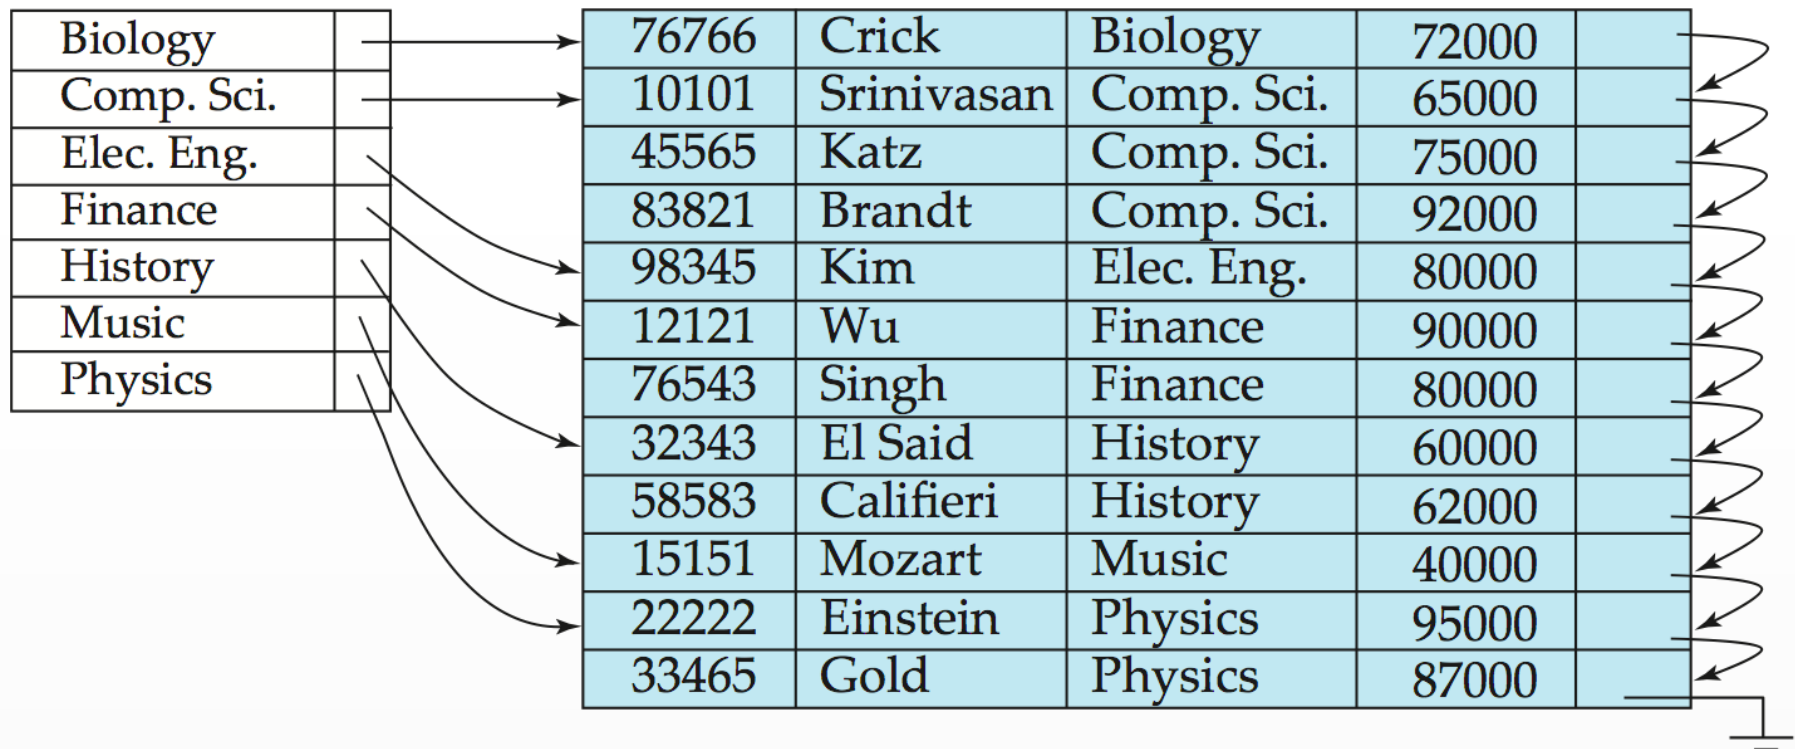 Biology
Comp. Sci.
Elec. Eng.
Finance
History
Music
Physics
76766 Crick Biology 72000
10101 Srinivasan Comp. Sci. 65000
45565 Katz Comp. Sci. 75000
83821 Brandt Comp. Sci. 92000
98345 Kim Elec. Eng. 80000
12121 Wu Finance 90000
76543 Singh Finance 80000
32343 El Said History 60000
58583 Califieri History 62000
15151 Mozart Music 40000
22222 Einstein Physics 95000
33465 Gold Physics 87000